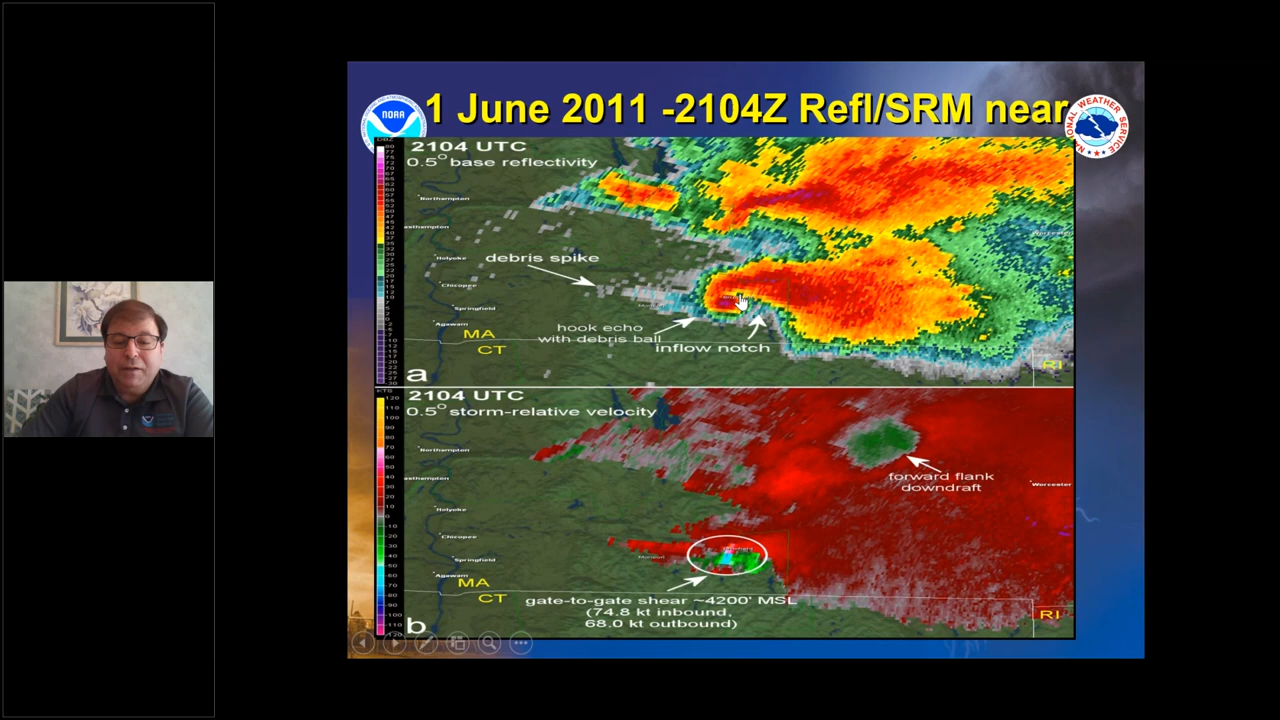 1 June 2011 -2104Z Refl/SRM near
NOAA
NATIONAL WEATHER SERVICE
2104 UTC
0.5° base reflectivity
Northampton
Worcester
Holyoke
debris spike
Chicopee
Springfield
Agawam
MA
hook echo
with debris ball
inflow notch
CT
RI
a
2104 UTC
0.5° storm-relative velocity
Northampton
forward flank
downdraft
Worcester
Holyoke
Chicopee
Springfield
Agawam
MA
CT
gate-to-gate shear ~4200' MSL
(74.8 kt inbound,
68.0 kt outbound)
RI
b